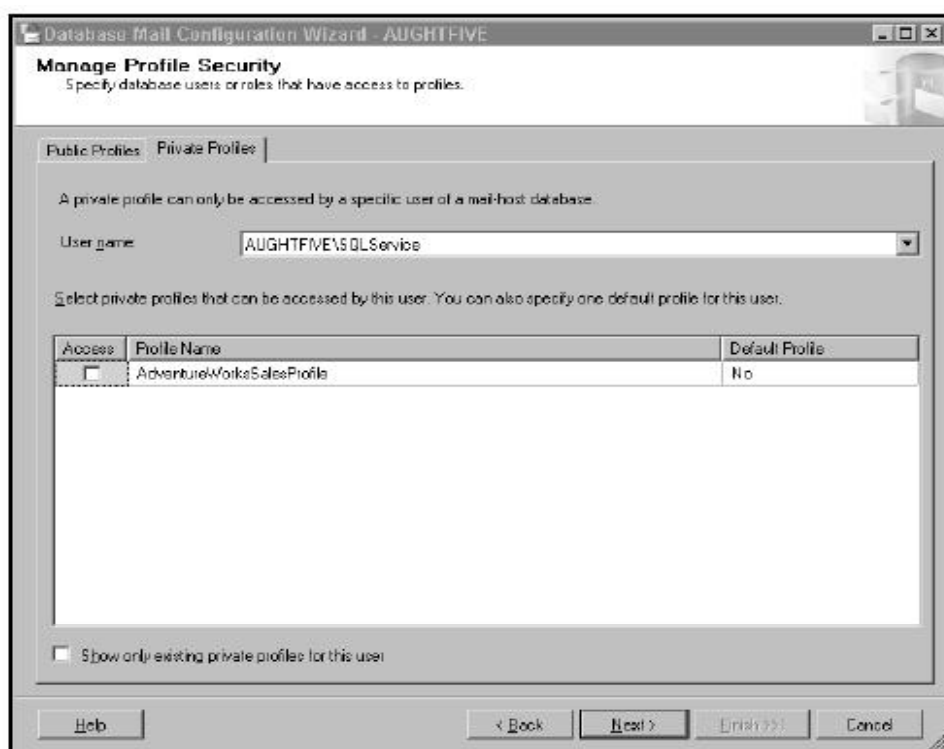 Database Mail Configuration Wizard - AUGHTFIVE
Manage Profile Security
Specify database users or roles that have access to profiles.
Public Profiles Private Profiles
A private profile can only be accessed by a specific user of a mail-host database.
User name AUGHTFIVE\SQLService
Select private profiles that can be accessed by this user. You can also specify one default profile for this user.
Access Profile Name Default Profile
AdventureWorksSalesProfile No
Show only existing private profiles for this user
Help < Back Next > Finish >>| Cancel